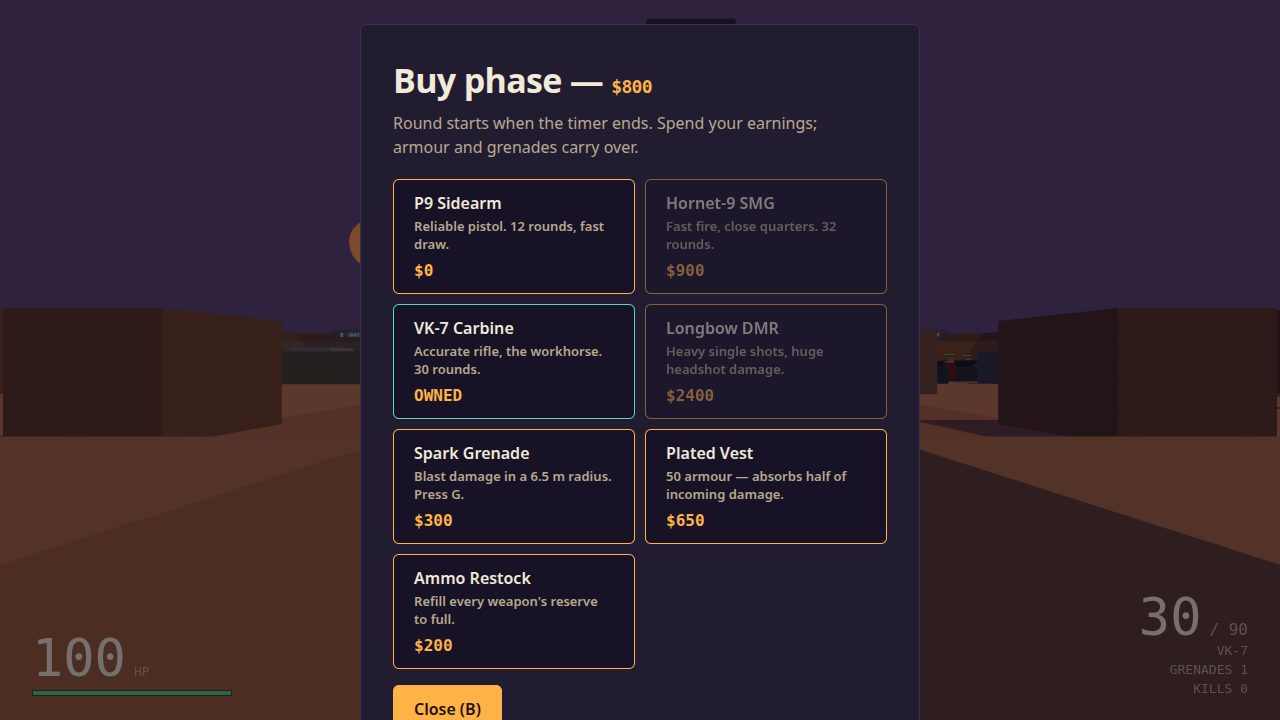 Buy phase — $800
Round starts when the timer ends. Spend your earnings;
armour and grenades carry over.
P9 Sidearm
Reliable pistol. 12 rounds, fast
draw.
$0
Hornet-9 SMG
Fast fire, close quarters. 32
rounds.
$900
VK-7 Carbine
Accurate rifle, the workhorse.
30 rounds.
OWNED
Longbow DMR
Heavy single shots, huge
headshot damage.
$2400
Spark Grenade
Blast damage in a 6.5 m radius.
Press G.
$300
Plated Vest
50 armour — absorbs half of
incoming damage.
$650
Ammo Restock
Refill every weapon's reserve
to full.
$200
Close (B)
100 HP
30 / 90
VK-7
GRENADES 1
KILLS 0